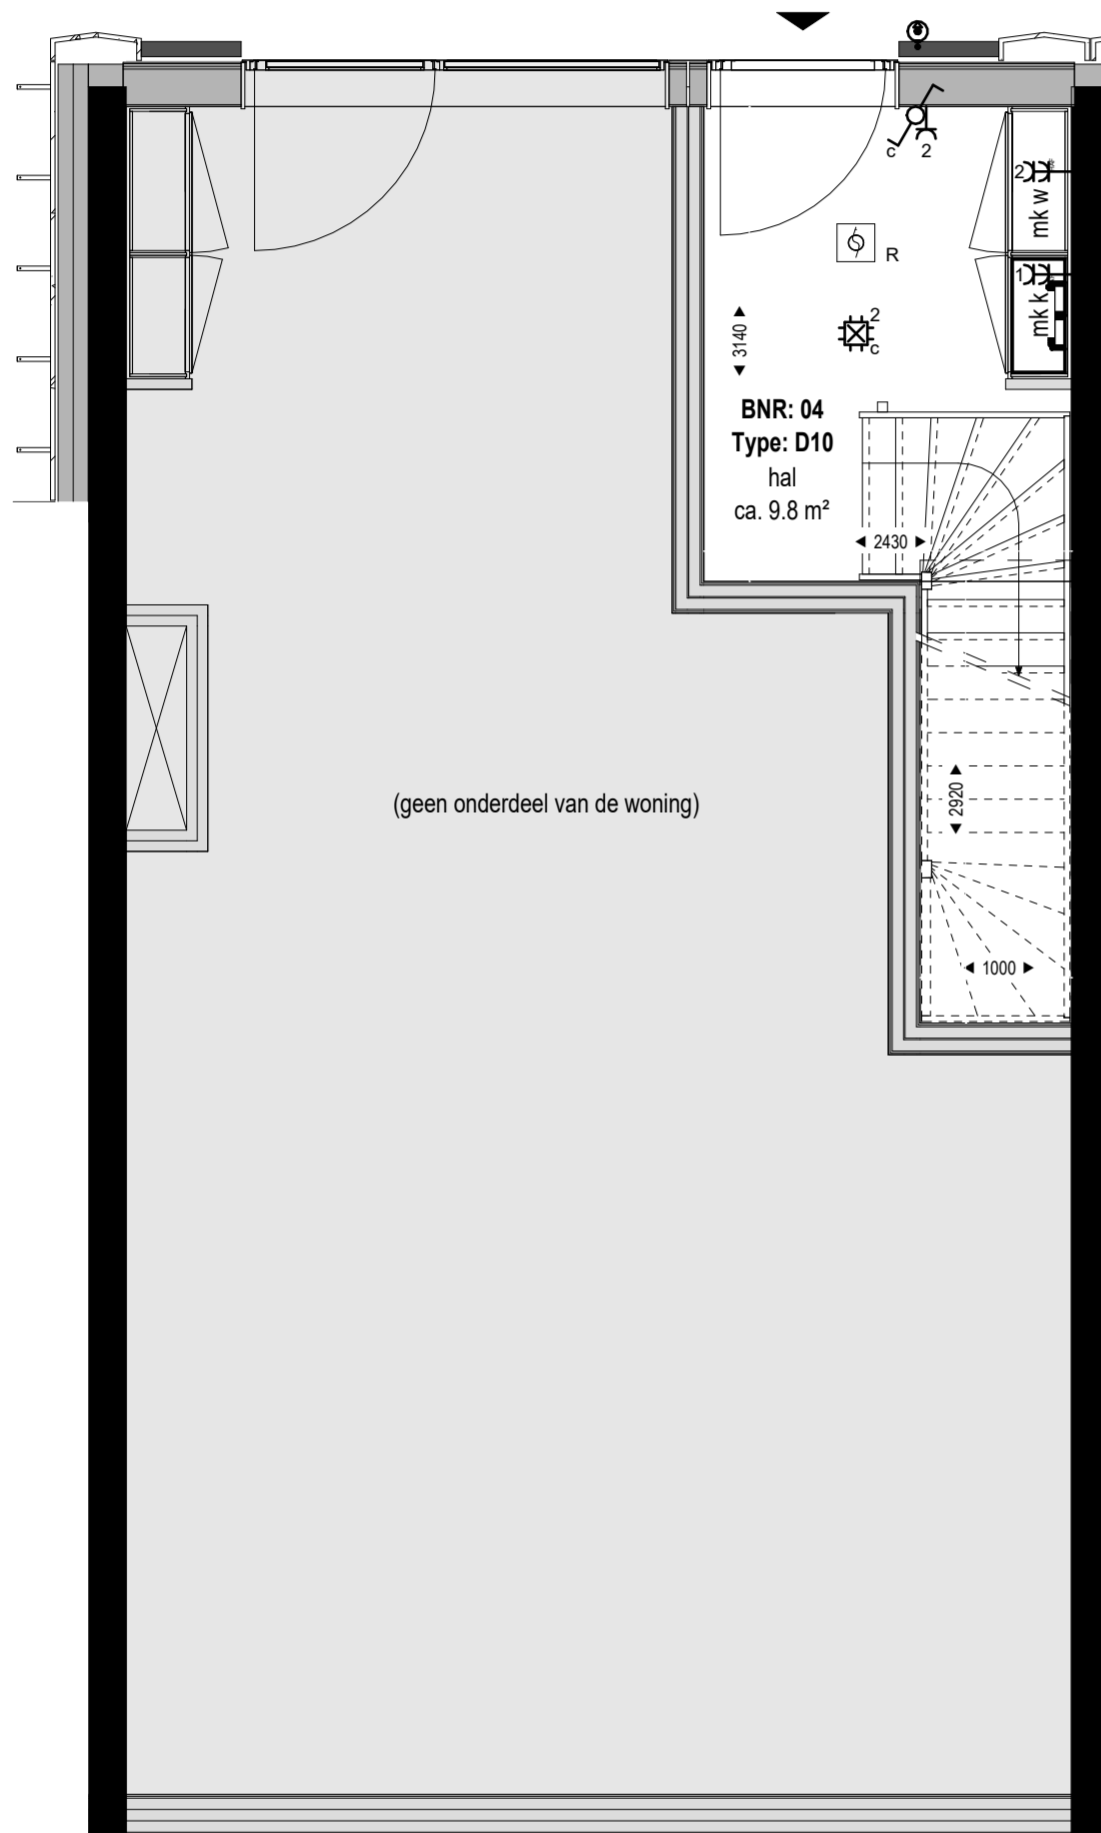 c 2
2
mk w
R
1
mk k
3140
2
c
BNR: 04
Type: D10
hal
ca. 9.8 m²
2430
(geen onderdeel van de woning)
2920
1000